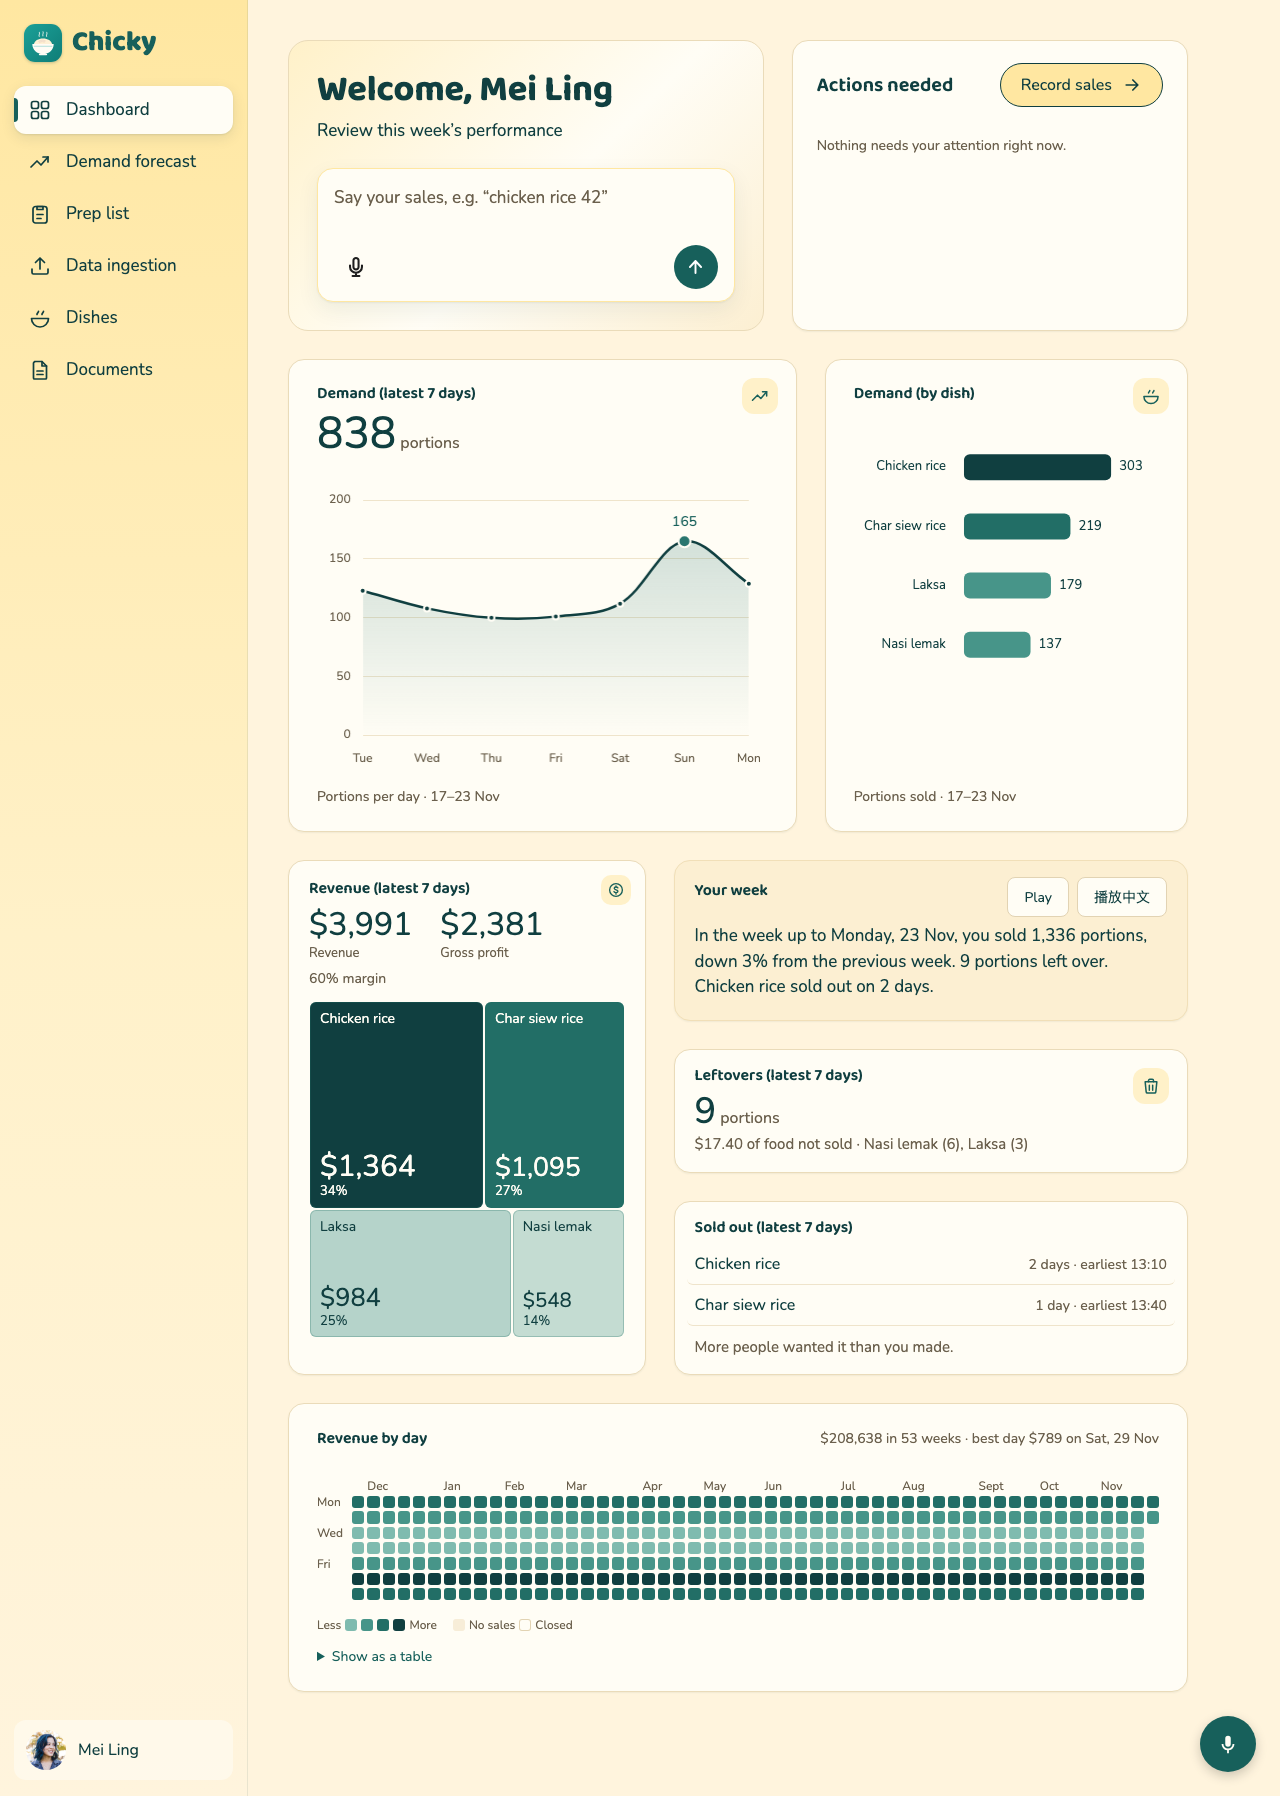 Chicky
Dashboard
Demand forecast
Prep list
Data ingestion
Dishes
Documents
Mei Ling
Welcome, Mei Ling
Review this week's performance
Say your sales, e.g. “chicken rice 42”
Actions needed
Record sales
Nothing needs your attention right now.
Demand (latest 7 days)
838 portions
200
165
150
100
50
0
Tue Wed Thu Fri Sat Sun Mon
Portions per day · 17–23 Nov
Demand (by dish)
Chicken rice 303
Char siew rice 219
Laksa 179
Nasi lemak 137
Portions sold · 17–23 Nov
Revenue (latest 7 days)
$3,991 $2,381
Revenue Gross profit
60% margin
Chicken rice
$1,364
34%
Char siew rice
$1,095
27%
Laksa
$984
25%
Nasi lemak
$548
14%
Your week
Play
播放中文
In the week up to Monday, 23 Nov, you sold 1,336 portions,
down 3% from the previous week. 9 portions left over.
Chicken rice sold out on 2 days.
Leftovers (latest 7 days)
9 portions
$17.40 of food not sold · Nasi lemak (6), Laksa (3)
Sold out (latest 7 days)
Chicken rice 2 days · earliest 13:10
Char siew rice 1 day · earliest 13:40
More people wanted it than you made.
Revenue by day
$208,638 in 53 weeks · best day $789 on Sat, 29 Nov
Dec Jan Feb Mar Apr May Jun Jul Aug Sept Oct Nov
Mon
Wed
Fri
Less More No sales Closed
Show as a table